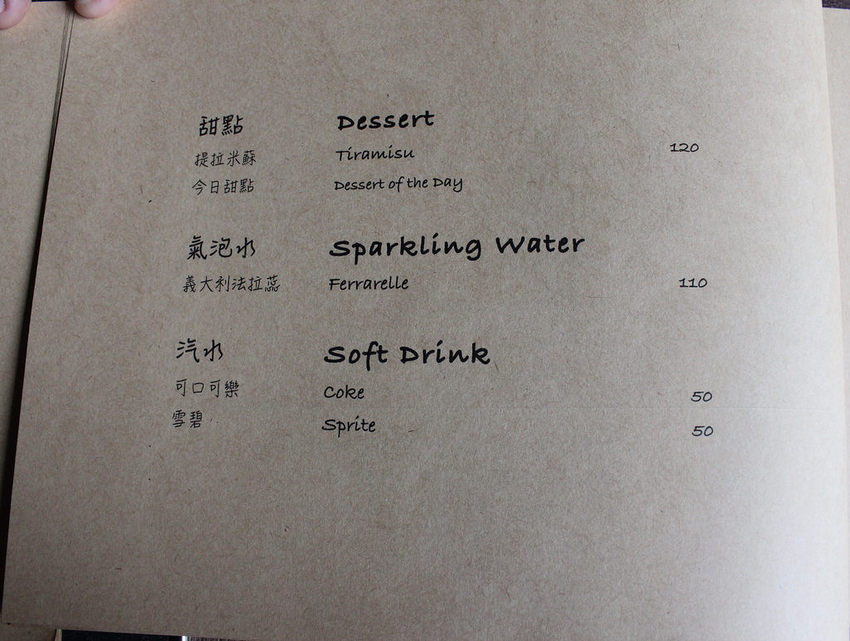 甜點 Dessert
提拉米蘇 Tiramisu 120
今日甜點 Dessert of the Day
氣泡水 Sparkling Water
義大利法拉蕊 Ferrarelle 110
汽水 Soft Drink
可口可樂 Coke 50
雪碧 Sprite 50